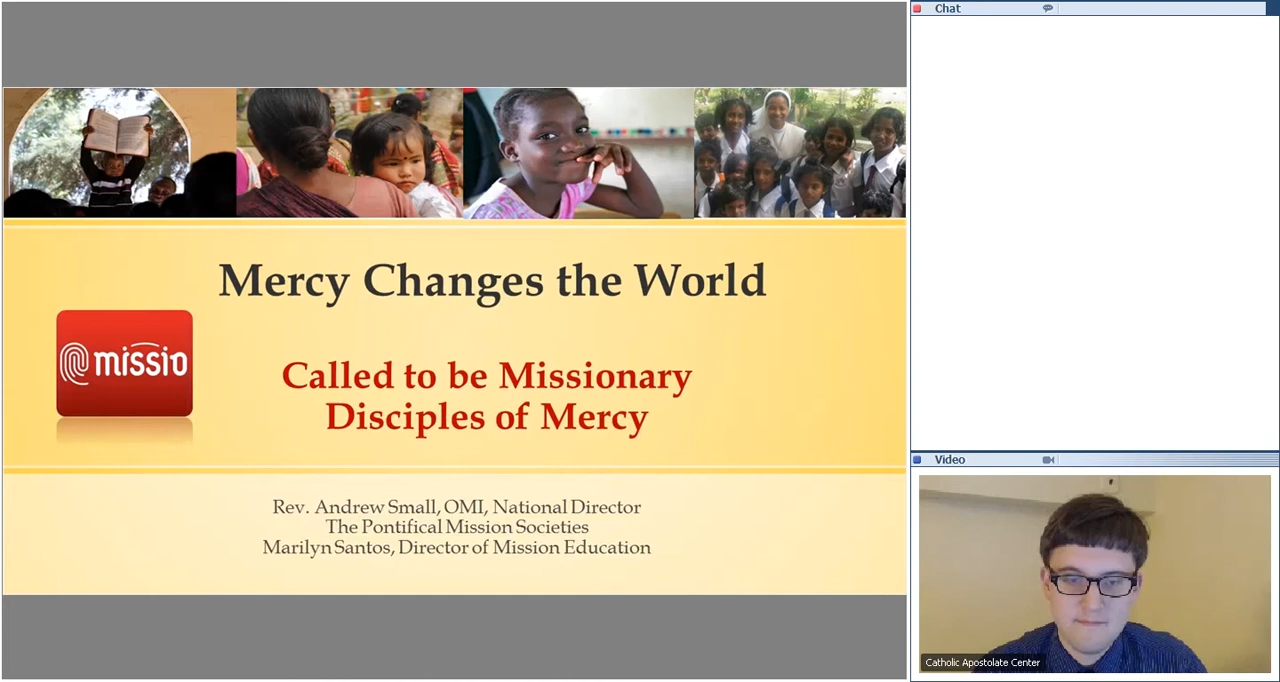 Chat
Mercy Changes the World
missio
Called to be Missionary
Disciples of Mercy
Rev. Andrew Small, OMI, National Director
The Pontifical Mission Societies
Marilyn Santos, Director of Mission Education
Video
Catholic Apostolate Center